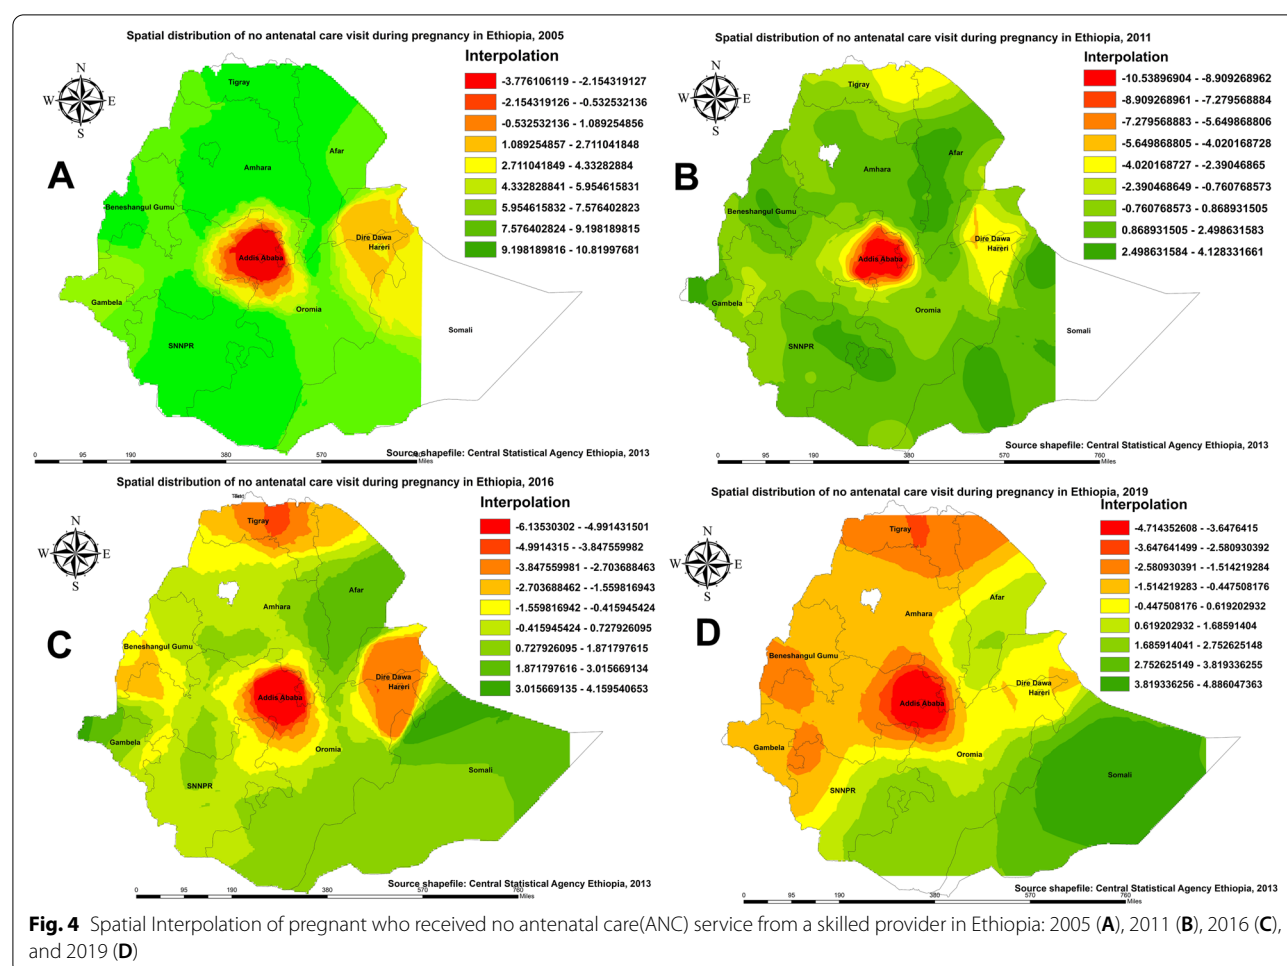 Spatial distribution of no antenatal care visit during pregnancy in Ethiopia, 2005
Interpolation
-3.776106119 - -2.154319127
-2.154319126 - -0.532532136
-0.532532136 - 1.089254856
1.089254857 - 2.711041848
2.711041849 - 4.33282884
4.332828841 - 5.954615831
5.954615832 - 7.576402823
7.576402824 - 9.198189815
9.198189816 - 10.81997681
N
W E
S
A
Tigray
Afar
Amhara
Beneshangul Gumu
Dire Dawa
Hareri
Addis Ababa
Gambela
Oromia
Somali
SNNPR
Source shapefile: Central Statistical Agency Ethiopia, 2013
0 95 190 380 570 760
Miles
Spatial distribution of no antenatal care visit during pregnancy in Ethiopia, 2011
Interpolation
-10.53896904 - -8.909268962
-8.909268961 - -7.279568884
-7.279568883 - -5.649868806
-5.649868805 - -4.020168728
-4.020168727 - -2.39046865
-2.390468649 - -0.760768573
-0.760768573 - 0.868931505
0.868931505 - 2.498631583
2.498631584 - 4.128331661
N
W E
S
B
Tigray
Afar
Amhara
Beneshangul Gumu
Dire Dawa
Hareri
Addis Ababa
Gambela
Oromia
Somali
SNNPR
Source shapefile: Central Statistical Agency Ethiopia, 2013
0 95 190 380 570 760
Miles
Spatial distribution of no antenatal care visit during pregnancy in Ethiopia, 2016
Interpolation
-6.13530302 - -4.991431501
-4.9914315 - -3.847559982
-3.847559981 - -2.703688463
-2.703688462 - -1.559816943
-1.559816942 - -0.415945424
-0.415945424 - 0.727926095
0.727926095 - 1.871797615
1.871797616 - 3.015669134
3.015669135 - 4.159540653
N
W E
S
C
Tigray
Afar
Amhara
Beneshangul Gumu
Dire Dawa
Hareri
Addis Ababa
Gambela
Oromia
Somali
SNNPR
Source shapefile: Central Statistical Agency Ethiopia, 2013
0 95 190 380 570 760
Miles
Spatial distribution of no antenatal care visit during pregnancy in Ethiopia, 2019
Interpolation
-4.714352608 - -3.6476415
-3.647641499 - -2.580930392
-2.580930391 - -1.514219284
-1.514219283 - -0.447508176
-0.447508176 - 0.619202932
0.619202932 - 1.68591404
1.685914041 - 2.752625148
2.752625149 - 3.819336255
3.819336256 - 4.886047363
N
W E
S
D
Tigray
Afar
Amhara
Beneshangul Gumu
Dire Dawa
Hareri
Addis Ababa
Gambela
Oromia
Somali
SNNPR
Source shapefile: Central Statistical Agency Ethiopia, 2013
0 95 190 380 570 760
Miles
Fig. 4 Spatial Interpolation of pregnant who received no antenatal care(ANC) service from a skilled provider in Ethiopia: 2005 (A), 2011 (B), 2016 (C),
and 2019 (D)